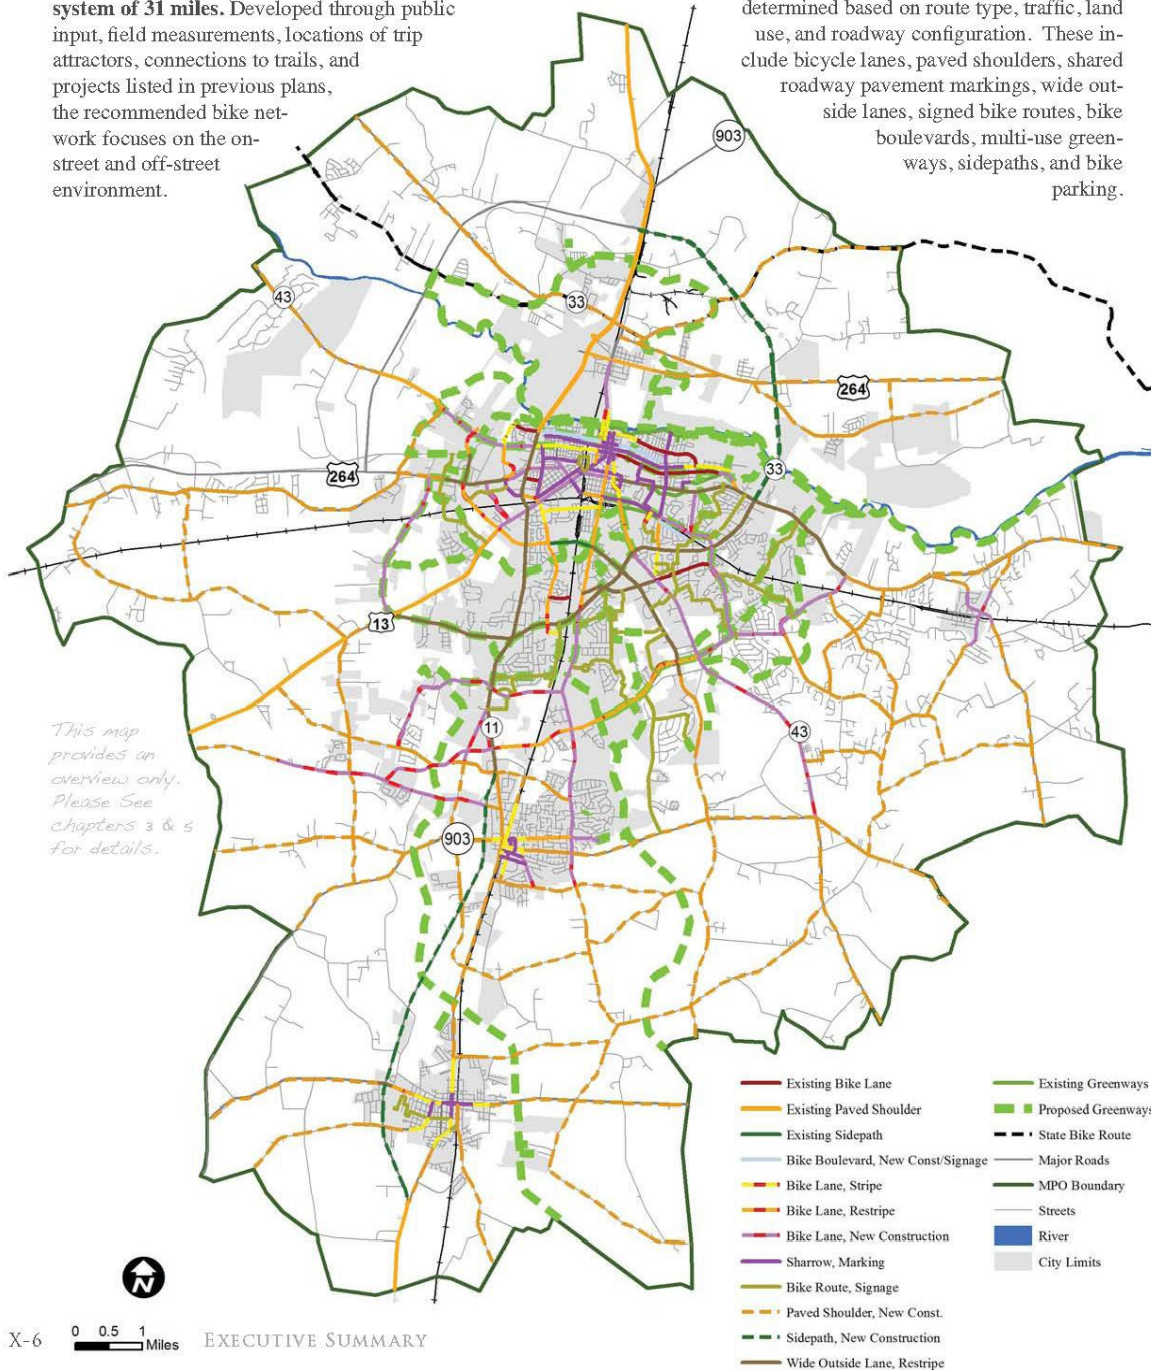 system of 31 miles. Developed through public
input, field measurements, locations of trip
attractors, connections to trails, and
projects listed in previous plans,
the recommended bike net-
work focuses on the on-
street and off-street
environment.
determined based on route type, traffic, land
use, and roadway configuration. These in-
clude bicycle lanes, paved shoulders, shared
roadway pavement markings, wide out-
side lanes, signed bike routes, bike
boulevards, multi-use green-
ways, sidepaths, and bike
parking.
903
43
33
264
264
33
13
11
43
903
This map
provides an
overview only.
Please See
chapters 3 & 5
for details.
Existing Bike Lane
Existing Paved Shoulder
Existing Sidepath
Bike Boulevard, New Const/Signage
Bike Lane, Stripe
Bike Lane, Restripe
Bike Lane, New Construction
Sharrow, Marking
Bike Route, Signage
Paved Shoulder, New Const.
Sidepath, New Construction
Wide Outside Lane, Restripe
Existing Greenways
Proposed Greenways
State Bike Route
Major Roads
MPO Boundary
Streets
River
City Limits
N
X-6
0 0.5 1
Miles
EXECUTIVE SUMMARY